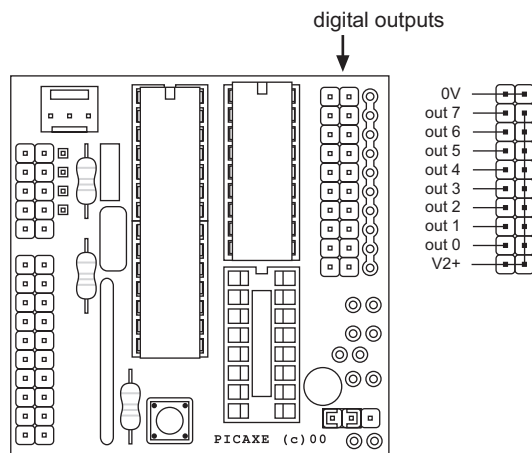 digital outputs
0V
out 7
out 6
out 5
out 4
out 3
out 2
out 1
out 0
V2+
PICAXE (c)00